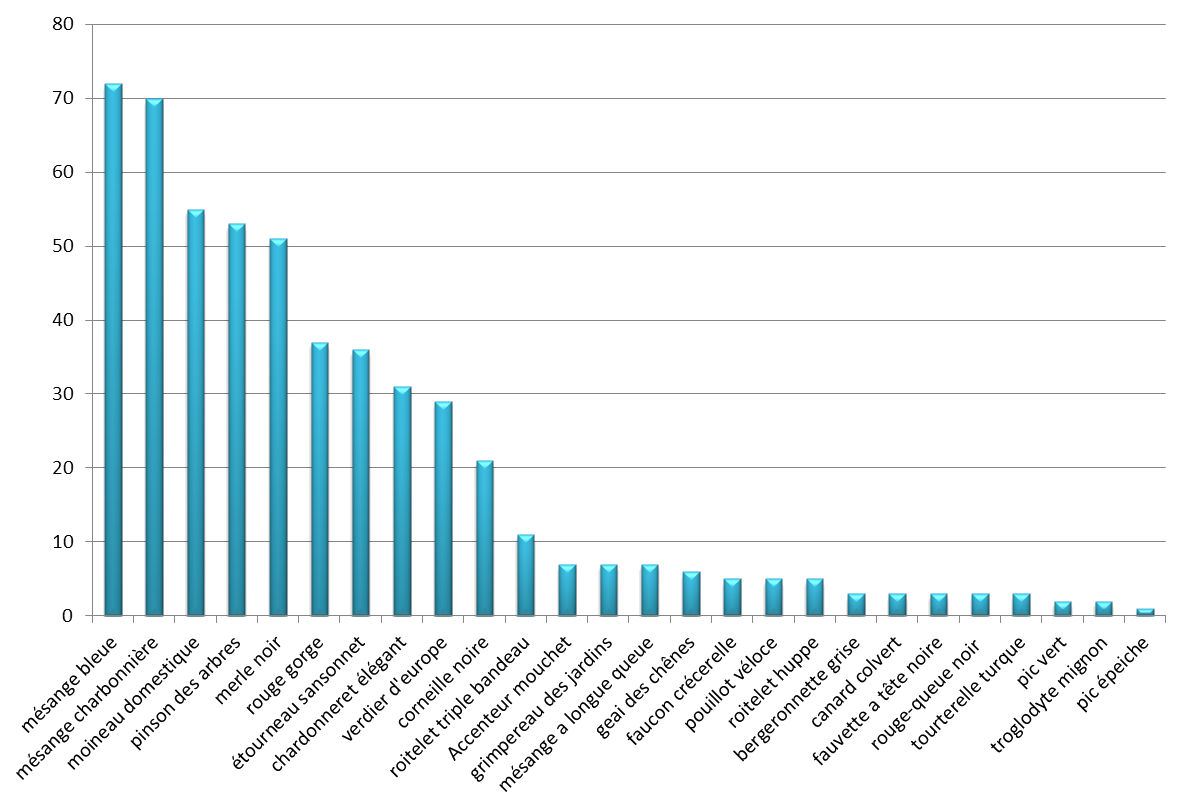 80
70
60
50
40
30
20
10
0
mésange bleue
mésange charbonnière
moineau domestique
pinson des arbres
merle noir
rouge gorge
étourneau sansonnet
chardonneret élégant
verdier d'europe
corneille noire
roitelet triple bandeau
Accenteur mouchet
grimpereau des jardins
mésange a longue queue
geai des chênes
faucon crécerelle
pouillot véloce
roitelet huppe
bergeronnette grise
canard colvert
fauvette a tête noire
rouge-queue noir
tourterelle turque
pic vert
troglodyte mignon
pic épeiche